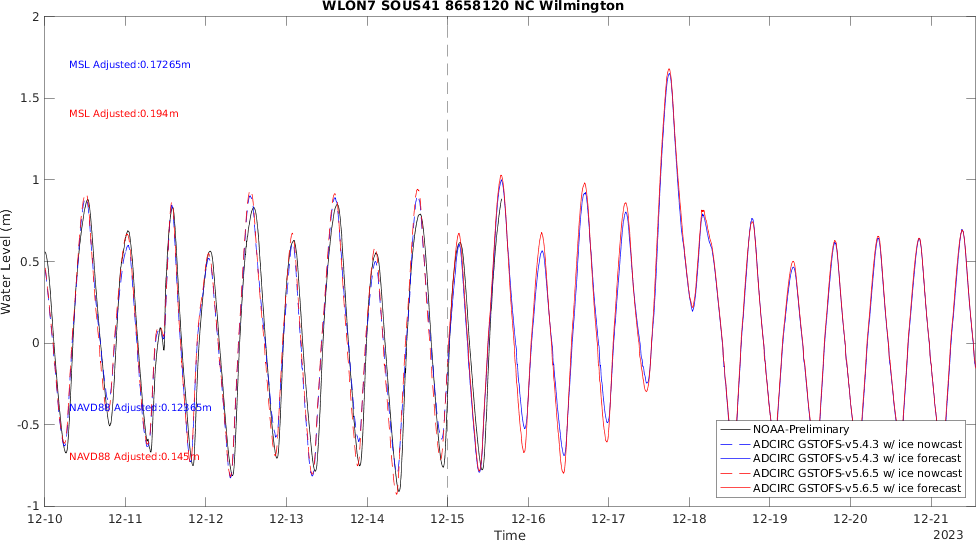 WLON7 SOUS41 8658120 NC Wilmington
2
1.5
1
0.5
0
-0.5
-1
Water Level (m)
MSL Adjusted:0.17265m
MSL Adjusted:0.194m
NAVD88 Adjusted:0.12365m
NAVD88 Adjusted:0.145m
NOAA-Preliminary
ADCIRC GSTOFS-v5.4.3 w/ ice nowcast
ADCIRC GSTOFS-v5.4.3 w/ ice forecast
ADCIRC GSTOFS-v5.6.5 w/ ice nowcast
ADCIRC GSTOFS-v5.6.5 w/ ice forecast
12-10 12-11 12-12 12-13 12-14 12-15 12-16 12-17 12-18 12-19 12-20 12-21
Time
2023